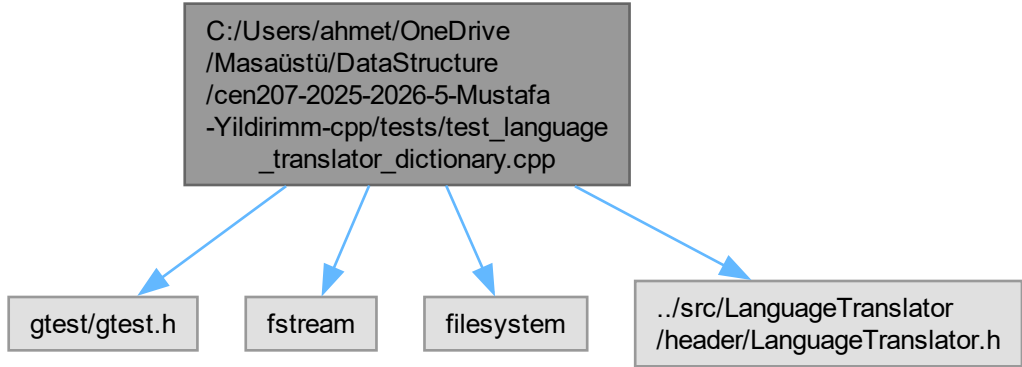 C:/Users/ahmet/OneDrive
/Masaüstü/DataStructure
/cen207-2025-2026-5-Mustafa
-Yildirimm-cpp/tests/test_language
_translator_dictionary.cpp
gtest/gtest.h
fstream
filesystem
../src/LanguageTranslator
/header/LanguageTranslator.h